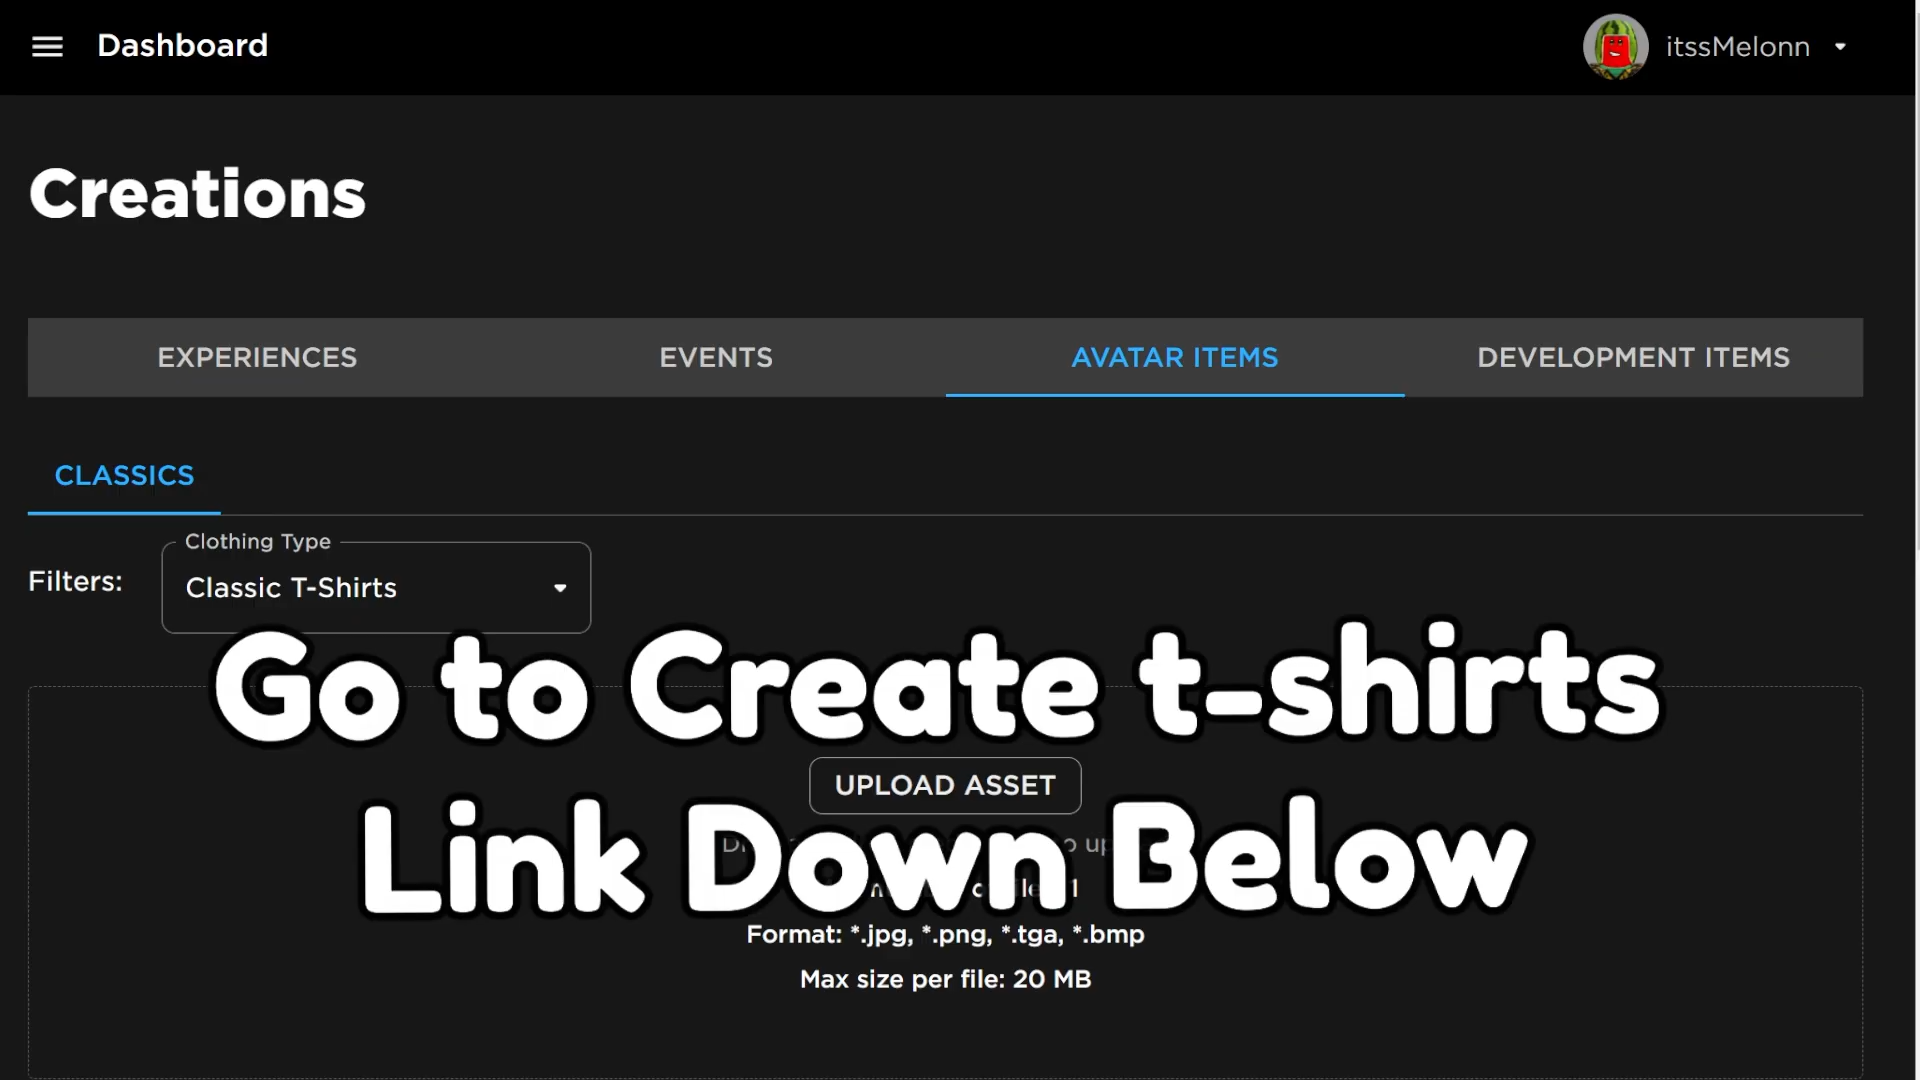 Dashboard
itssMelonn
Creations
EXPERIENCES
EVENTS
AVATAR ITEMS
DEVELOPMENT ITEMS
CLASSICS
Clothing Type
Filters:
Classic T-Shirts
Go to Create t-shirts
UPLOAD ASSET
Link Down Below
Format: *.jpg, *.png, *.tga, *.bmp
Max size per file: 20 MB